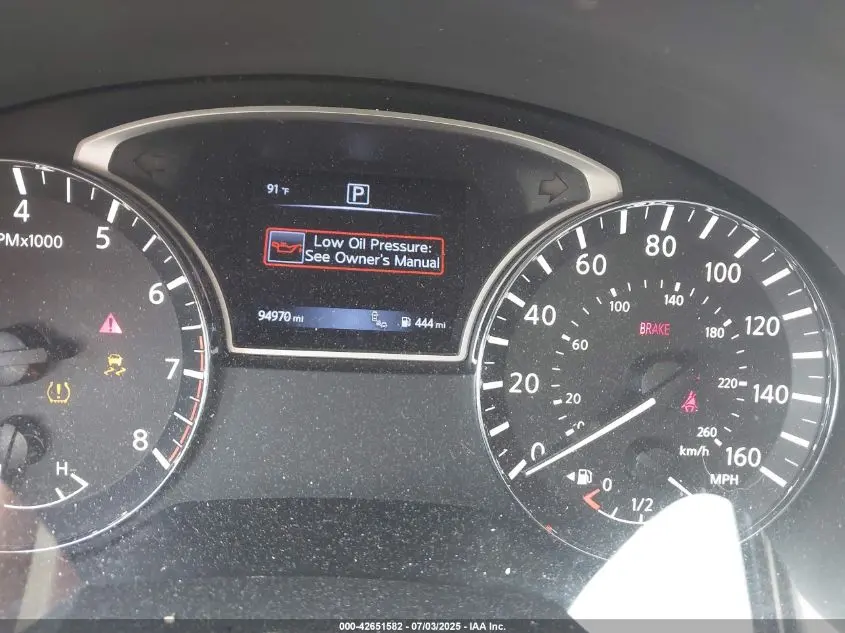 91 °F
P
Low Oil Pressure:
See Owner's Manual
94970 mi
444 mi
4
5
6
7
8
PMx1000
H
0
20
40
60
80
100
120
140
160
MPH
20
60
100
140
180
220
260
km/h
BRAKE
0
1/2
000-42651582 - 07/03/2025 - IAA Inc.